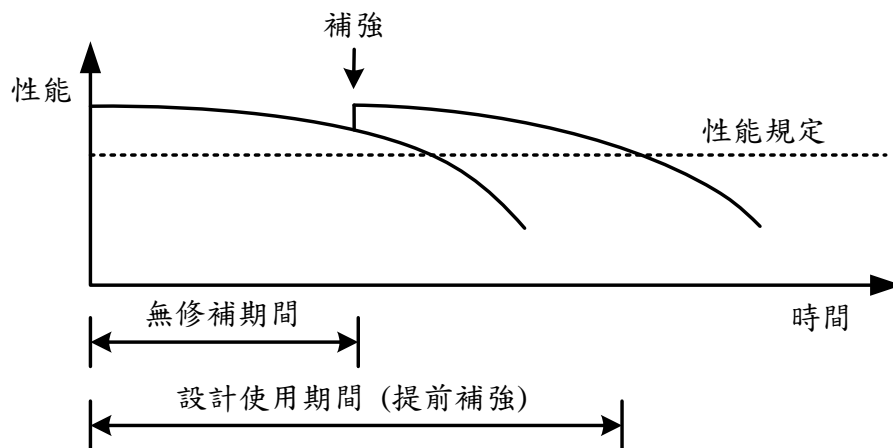 補強
性能
性能規定
時間
無修補期間
設計使用期間 (提前補強)